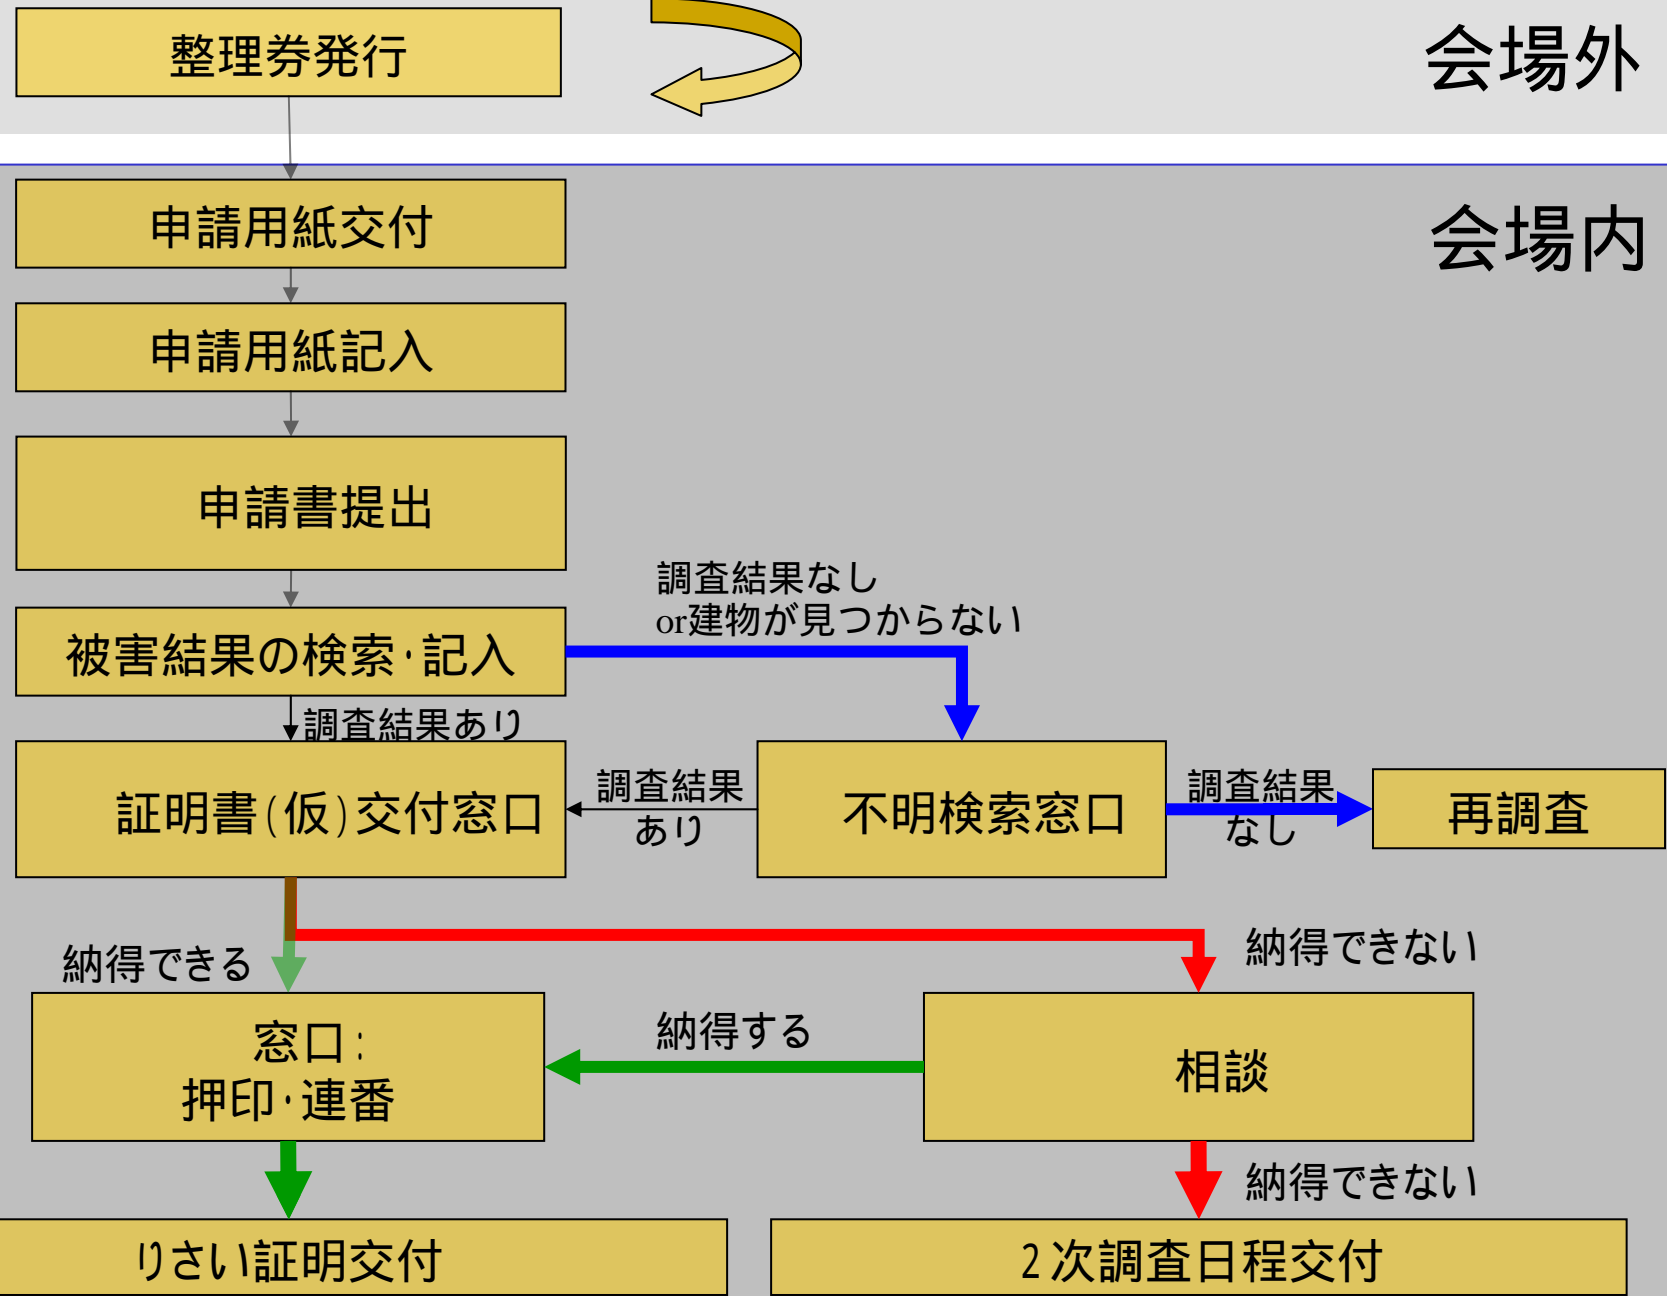 整理券発行
会場外
申請用紙交付
会場内
申請用紙記入
申請書提出
調査結果なし
or建物が見つからない
被害結果の検索・記入
調査結果あり
証明書(仮)交付窓口
調査結果
あり
不明検索窓口
調査結果
なし
再調査
納得できる
納得できない
窓口:
押印・連番
納得する
相談
納得できない
りさい証明交付
2次調査日程交付